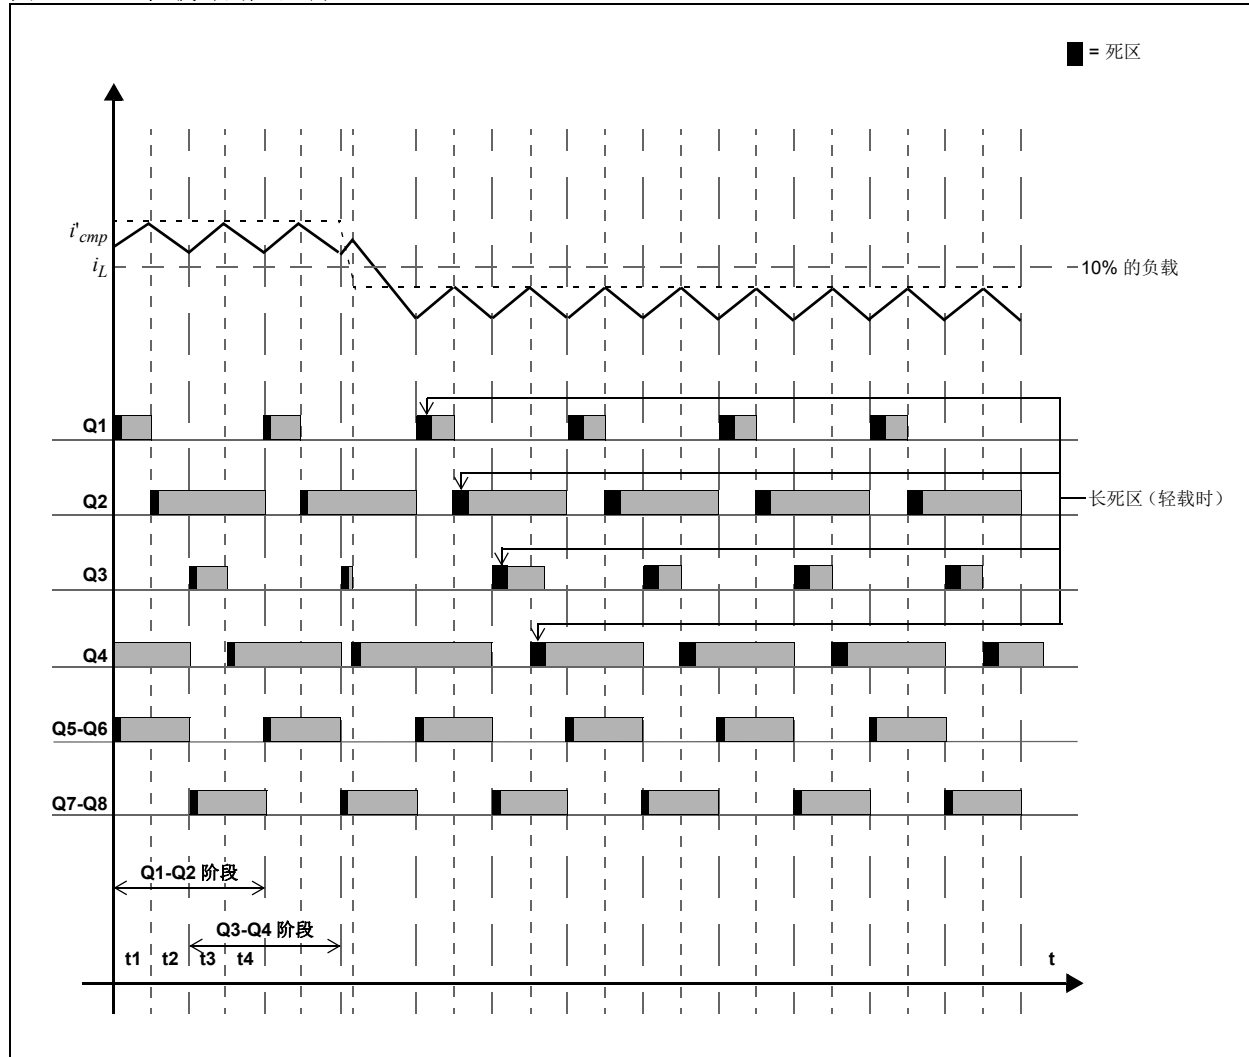 = 死区
i'cmp
iL
10% 的负载
Q1
Q2
长死区（轻载时）
Q3
Q4
Q5-Q6
Q7-Q8
Q1-Q2 阶段
Q3-Q4 阶段
t1 t2 t3 t4 t